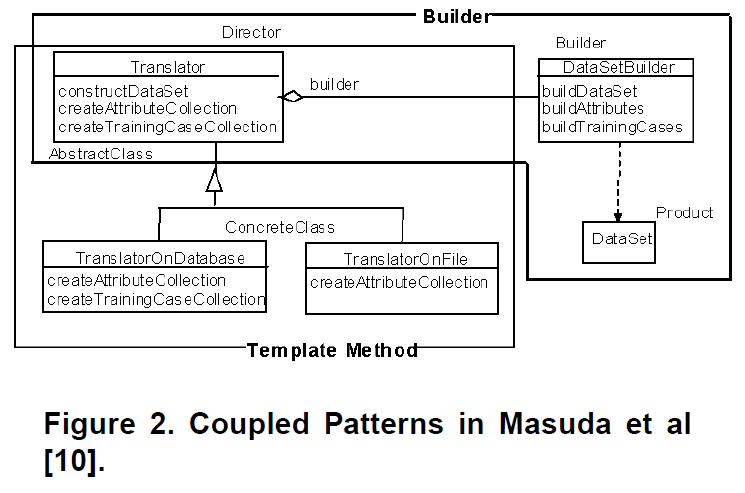 Builder
Director
Builder
Translator
constructDataSet
createAttributeCollection
createTrainingCaseCollection
builder
DataSetBuilder
buildDataSet
buildAttributes
buildTrainingCases
AbstractClass
Product
DataSet
ConcreteClass
TranslatorOnDatabase
createAttributeCollection
createTrainingCaseCollection
TranslatorOnFile
createAttributeCollection
Template Method
Figure 2. Coupled Patterns in Masuda et al
[10].